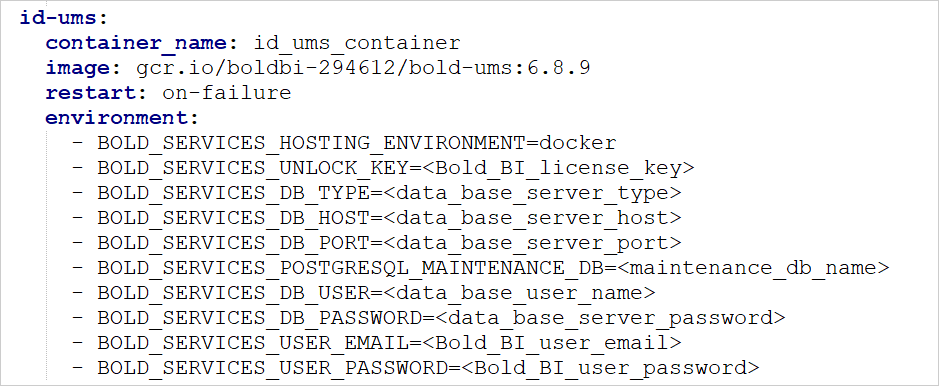 id-ums:
container_name: id_ums_container
image: gcr.io/boldbi-294612/bold-ums:6.8.9
restart: on-failure
environment:
- BOLD_SERVICES_HOSTING_ENVIRONMENT=docker
- BOLD_SERVICES_UNLOCK_KEY=<Bold_BI_license_key>
- BOLD_SERVICES_DB_TYPE=<data_base_server_type>
- BOLD_SERVICES_DB_HOST=<data_base_server_host>
- BOLD_SERVICES_DB_PORT=<data_base_server_port>
- BOLD_SERVICES_POSTGRESQL_MAINTENANCE_DB=<maintenance_db_name>
- BOLD_SERVICES_DB_USER=<data_base_user_name>
- BOLD_SERVICES_DB_PASSWORD=<data_base_server_password>
- BOLD_SERVICES_USER_EMAIL=<Bold_BI_user_email>
- BOLD_SERVICES_USER_PASSWORD=<Bold_BI_user_password>